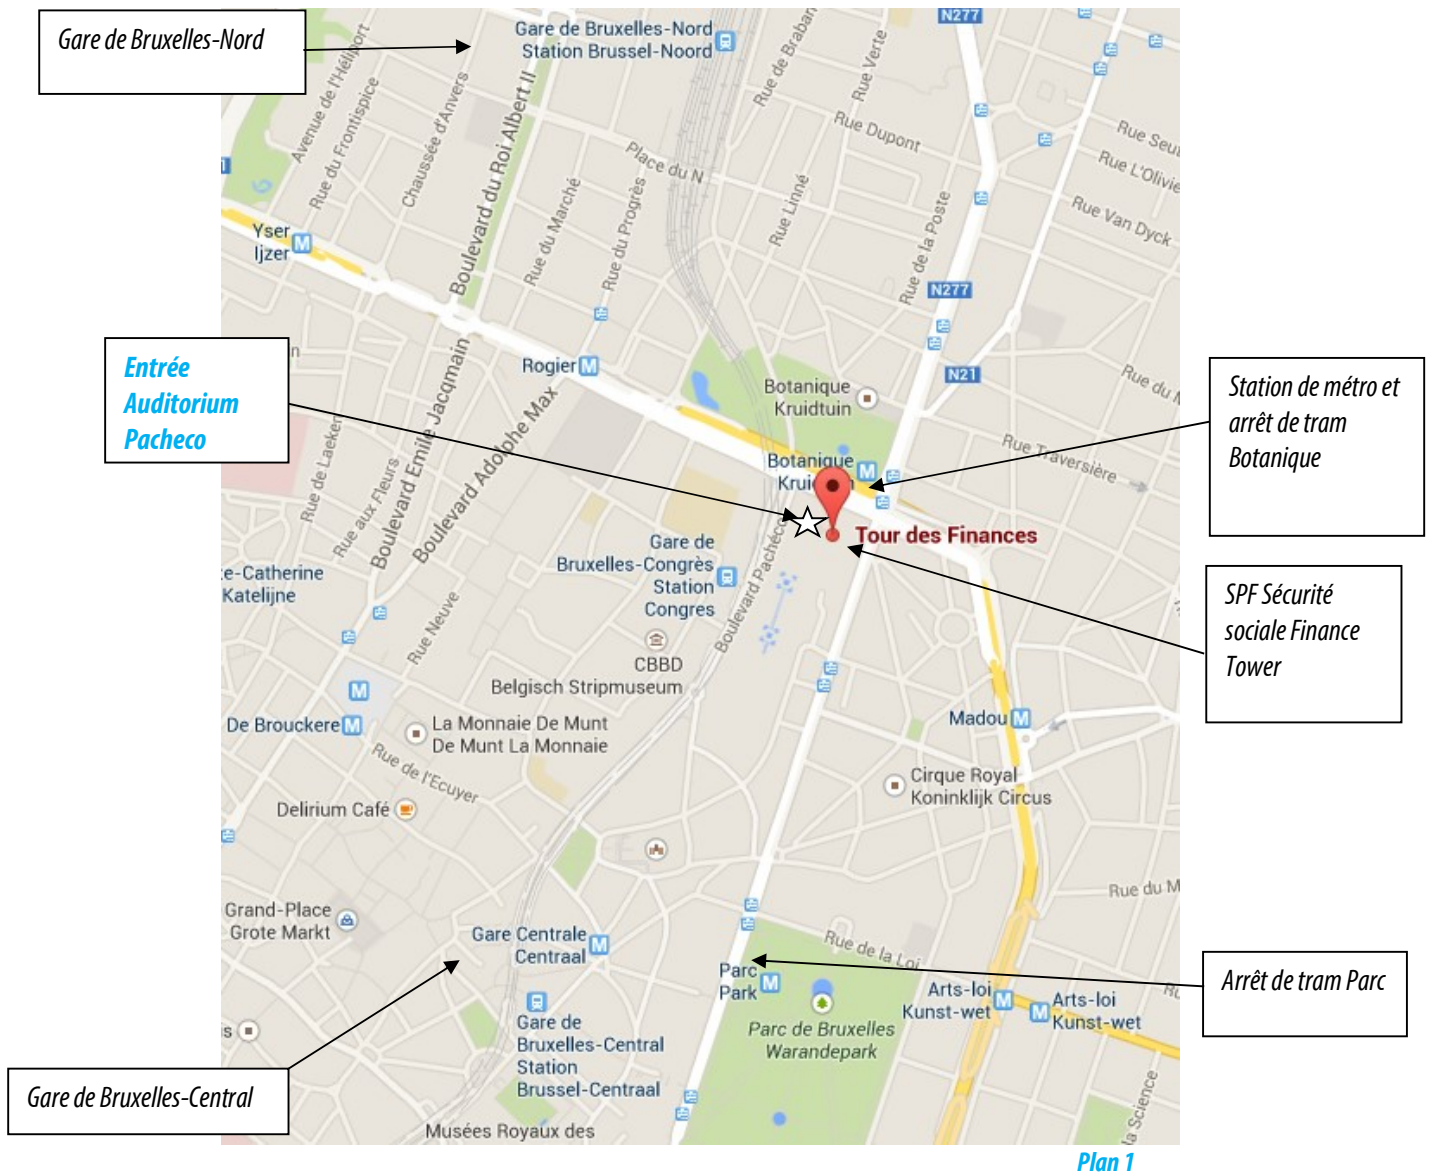 Gare de Bruxelles-Nord
Gare de Bruxelles-Nord
Station Brussel-Noord
N277
Avenue de l'Héliport
Rue du Frontispice
Chaussée d'Anvers
Boulevard du Roi Albert II
Rue de Braban
Rue Verte
Rue Dupont
Rue Seu
Rue L'Olivie
Rue Van Dyck
Place du N
Rue du Marché
Rue du Progrès
Rue Linné
Rue de la Poste
Yser
Ijzer
N277
Rogier
N21
Rue du N
Entrée
Auditorium
Pacheco
Botanique
Kruidtuin
Station de métro et
arrêt de tram
Botanique
Rue de Laeken
Rue aux Fleurs
Boulevard Emile Jacqmain
Boulevard Adolphe Max
Rue Traversière
Botanique
Tour des Finances
Gare de
Bruxelles-Congrès
Station
Congres
Boulevard Pachéco
e-Catherine
Katelijne
Rue Neuve
SPF Sécurité
sociale Finance
Tower
CBBD
Belgisch Stripmuseum
De Brouckere
La Monnaie De Munt
De Munt La Monnaie
Madou
Rue de l'Ecuyer
Cirque Royal
Koninklijk Circus
Delirium Café
Rue du M
Grand-Place
Grote Markt
Gare Centrale
Centraal
Rue de la Loi
Parc
Park
Arts-loi
Kunst-wet
Arts-loi
Kunst-wet
Arrêt de tram Parc
Gare de
Bruxelles-Central
Station
Brussel-Centraal
Parc de Bruxelles
Warandepark
Gare de Bruxelles-Central
Musées Royaux des
la Science
Plan 1